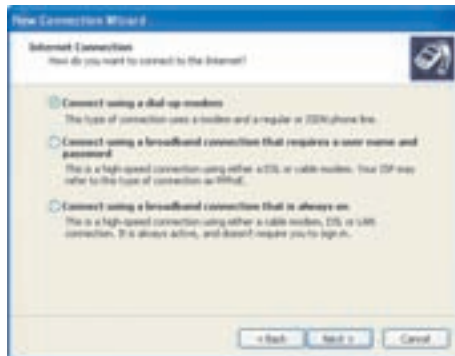 New Connection Wizard
Internet Connection
How do you want to connect to the Internet?
Connect using a dial-up modem
This type of connection uses a modem and a regular or ISDN phone line.
Connect using a broadband connection that requires a user name and
password
This is a high-speed connection using either a DSL or cable modem. Your ISP may
refer to this type of connection as PPPoE.
Connect using a broadband connection that is always on
This is a high-speed connection using either a cable modem, DSL or LAN
connection. It is always active, and doesn't require you to sign in.
< Back
Next >
Cancel